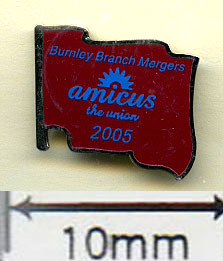 Burnley Branch Mergers
amicus
the union
2005
10mm